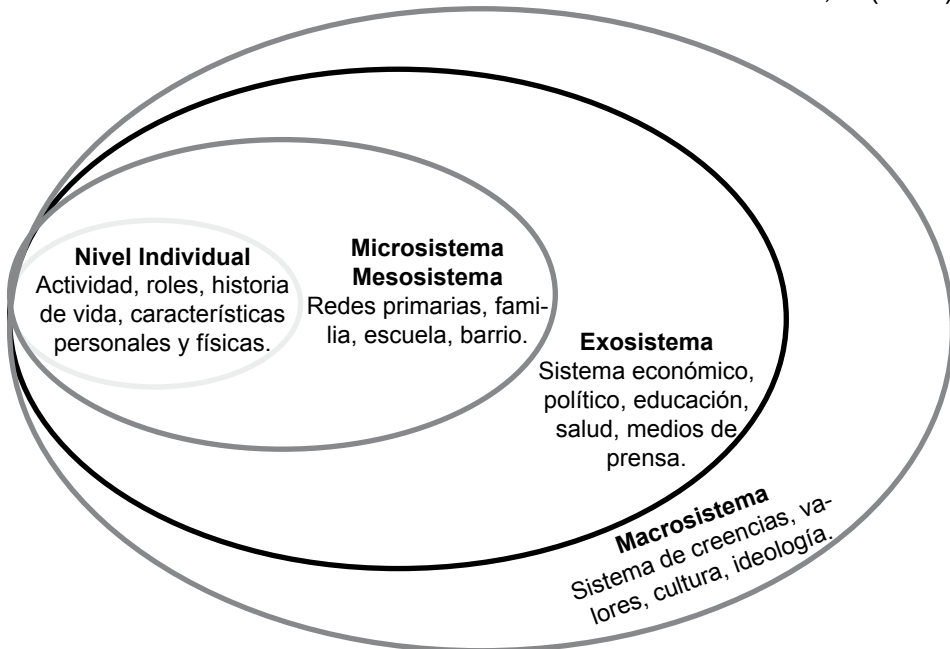 Nivel Individual
Actividad, roles, historia
de vida, características
personales y físicas.
Microsistema
Mesosistema
Redes primarias, fami-
lia, escuela, barrio.
Exosistema
Sistema económico,
político, educación,
salud, medios de
prensa.
Macrosistema
Sistema de creencias, va-
lores, cultura, ideología.